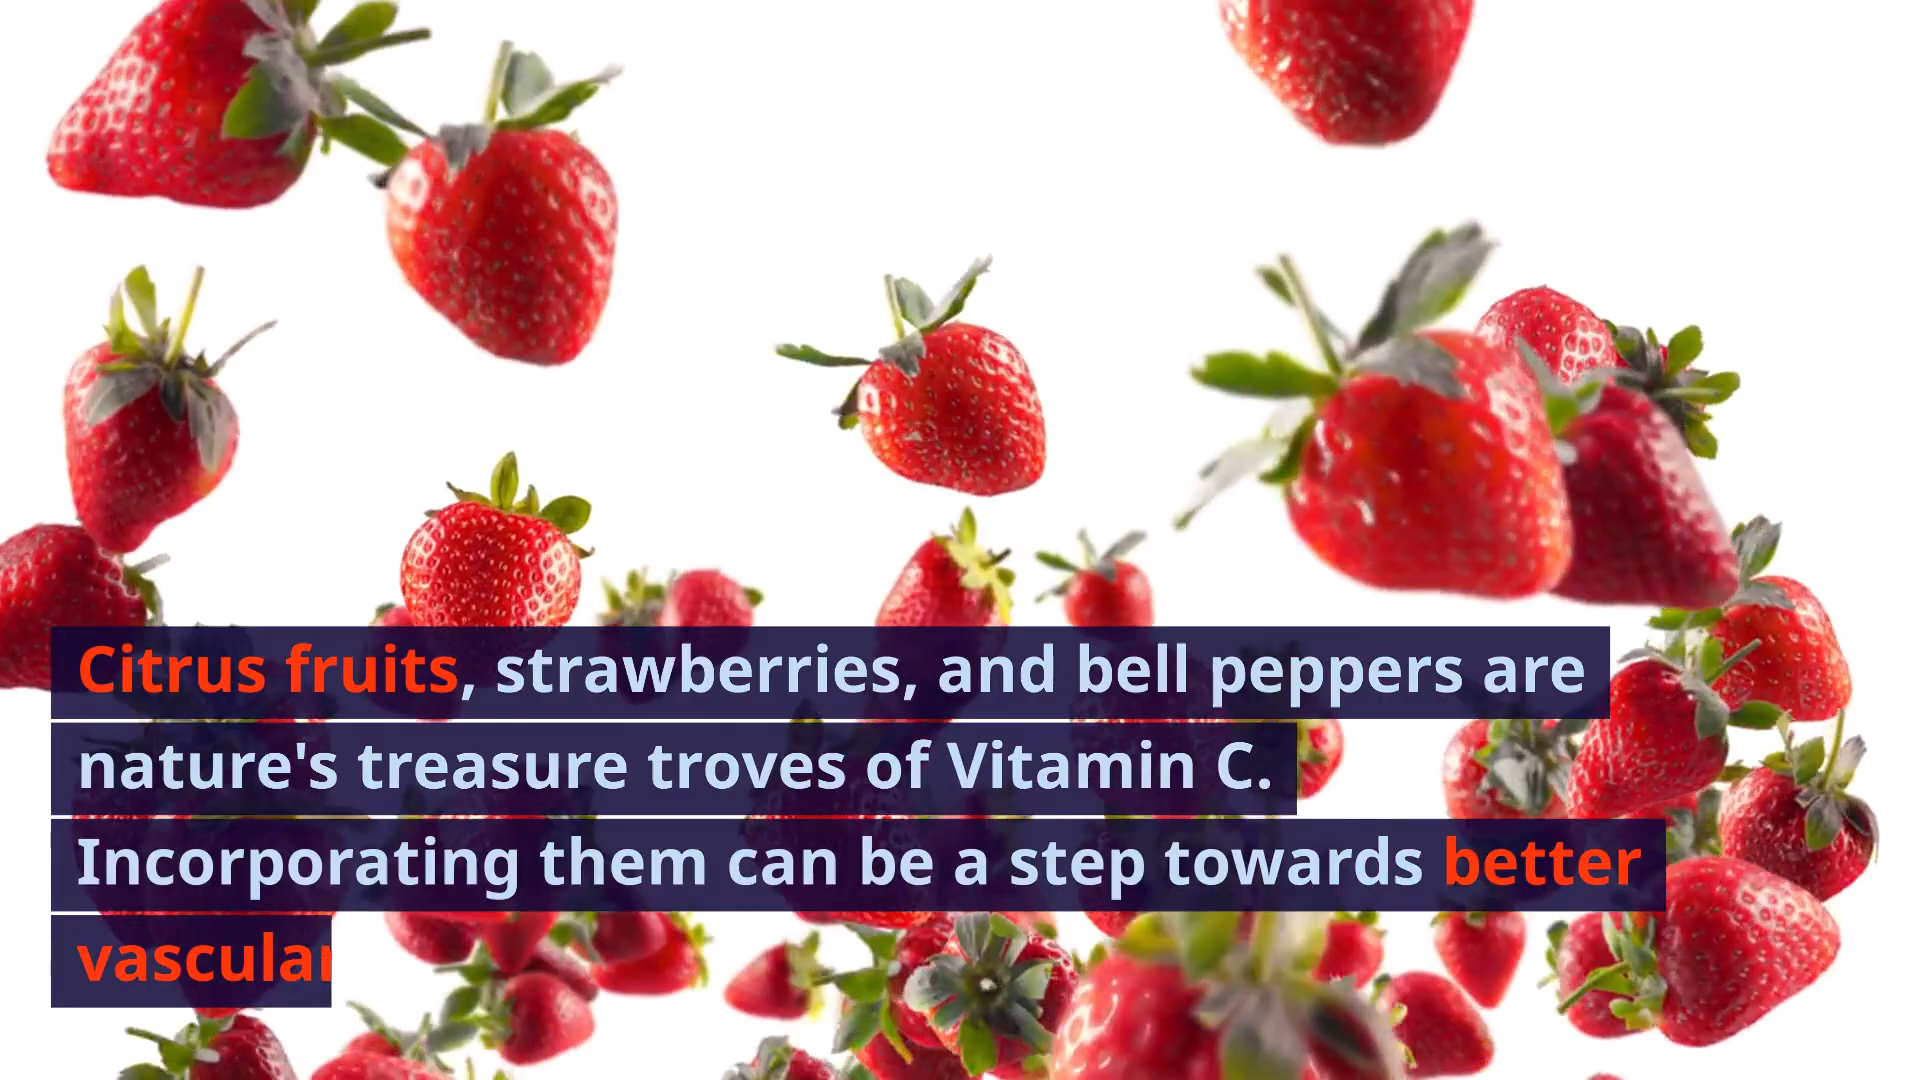 Citrus fruits, strawberries, and bell peppers are
nature's treasure troves of Vitamin C.
Incorporating them can be a step towards better
vascular